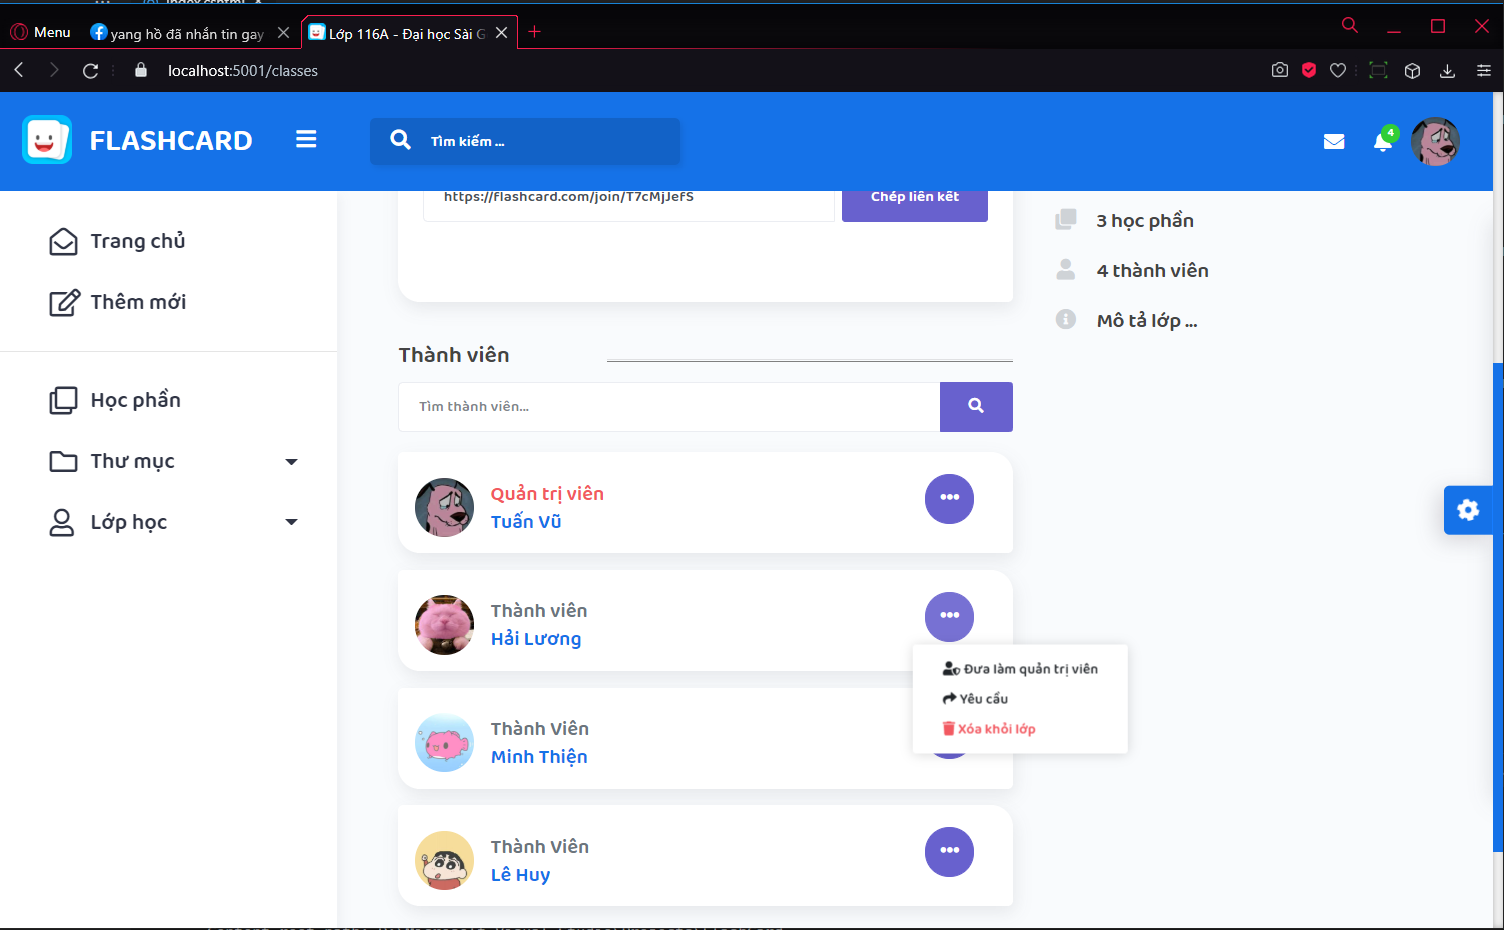 Menu
yang hồ đã nhắn tin gay
Lớp 116A - Đại học Sài G
localhost:5001/classes
FLASHCARD
Tìm kiếm ...
4
Trang chủ
Thêm mới
Học phần
Thư mục
Lớp học
https://flashcard.com/join/T7cMjJefS
Chép liên kết
3 học phần
4 thành viên
Mô tả lớp ...
Thành viên
Tìm thành viên...
Quản trị viên
Tuấn Vũ
Thành viên
Hải Lương
Đưa làm quản trị viên
Yêu cầu
Xóa khỏi lớp
Thành Viên
Minh Thiện
Thành Viên
Lê Huy